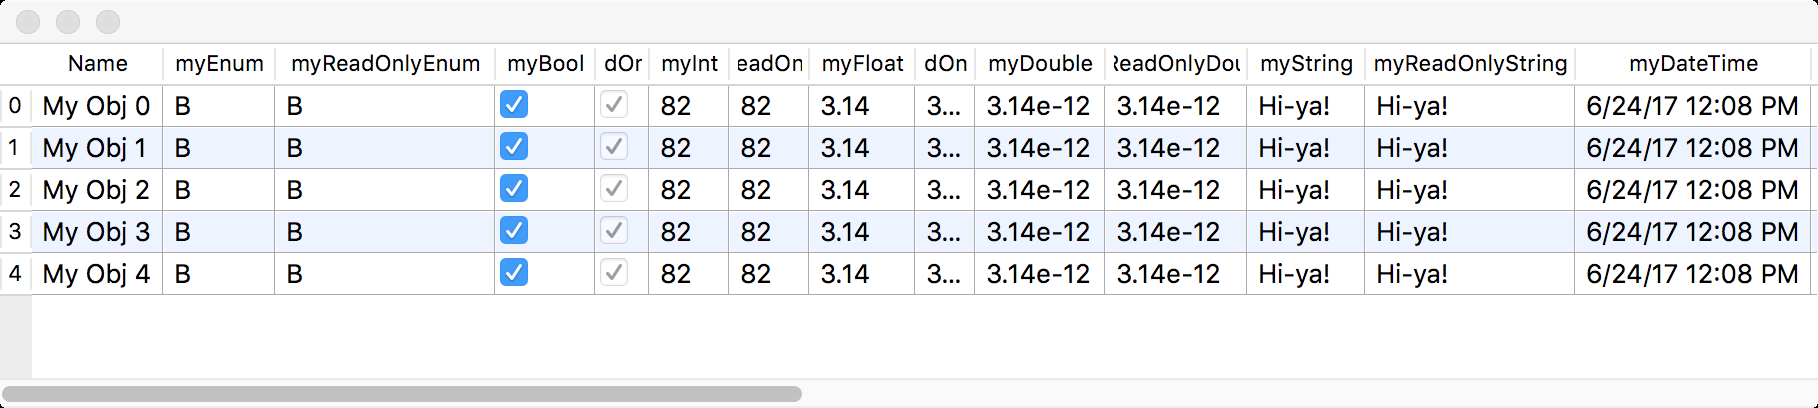 Name myEnum myReadOnlyEnum myBool dOr myInt eadOn myFloat dOn myDouble ReadOnlyDou myString myReadOnlyString myDateTime
0 My Obj 0 B B 82 82 3.14 3... 3.14e-12 3.14e-12 Hi-ya! Hi-ya! 6/24/17 12:08 PM
1 My Obj 1 B B 82 82 3.14 3... 3.14e-12 3.14e-12 Hi-ya! Hi-ya! 6/24/17 12:08 PM
2 My Obj 2 B B 82 82 3.14 3... 3.14e-12 3.14e-12 Hi-ya! Hi-ya! 6/24/17 12:08 PM
3 My Obj 3 B B 82 82 3.14 3... 3.14e-12 3.14e-12 Hi-ya! Hi-ya! 6/24/17 12:08 PM
4 My Obj 4 B B 82 82 3.14 3... 3.14e-12 3.14e-12 Hi-ya! Hi-ya! 6/24/17 12:08 PM